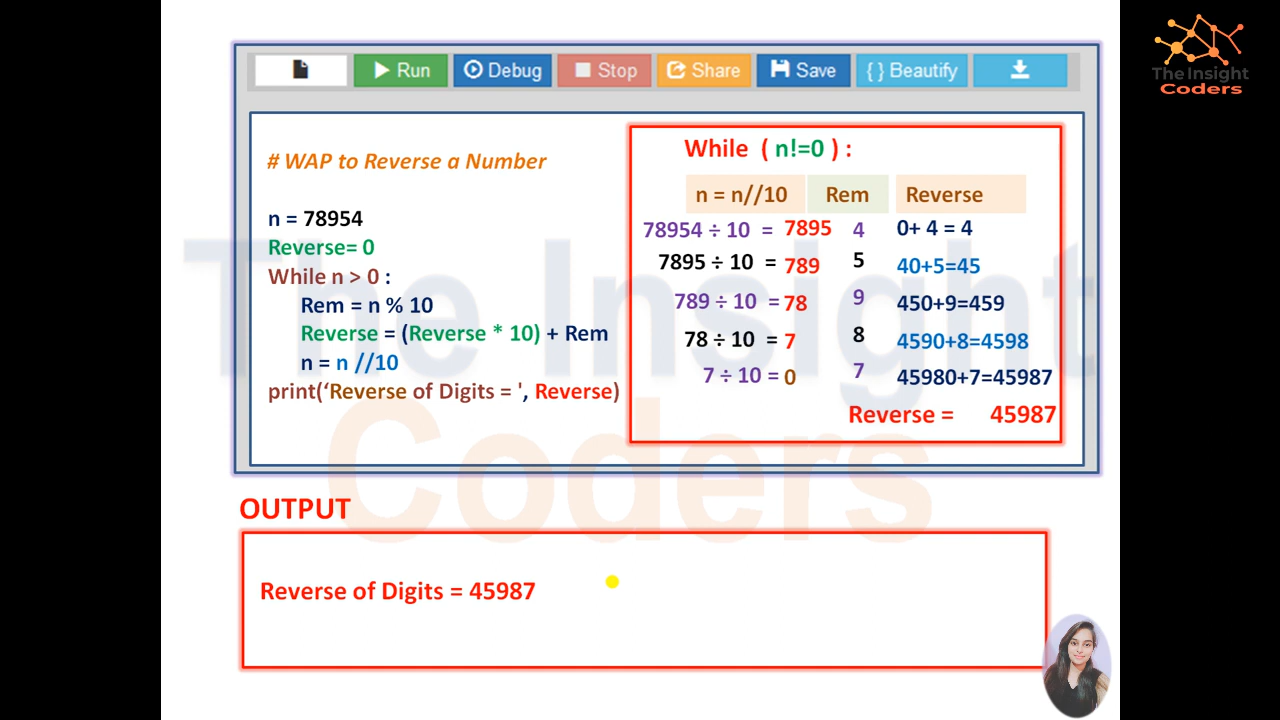 The Insight
Coders
Run Debug Stop Share Save { } Beautify
# WAP to Reverse a Number
n = 78954
Reverse= 0
While n > 0 :
Rem = n % 10
Reverse = (Reverse * 10) + Rem
n = n //10
print(‘Reverse of Digits = ', Reverse)
While ( n!=0 ) :
n = n//10 Rem Reverse
78954 ÷ 10 = 7895 4 0+ 4 = 4
7895 ÷ 10 = 789 5 40+5=45
789 ÷ 10 = 78 9 450+9=459
78 ÷ 10 = 7 8 4590+8=4598
7 ÷ 10 = 0 7 45980+7=45987
Reverse = 45987
The Insight
Coders
OUTPUT
Reverse of Digits = 45987